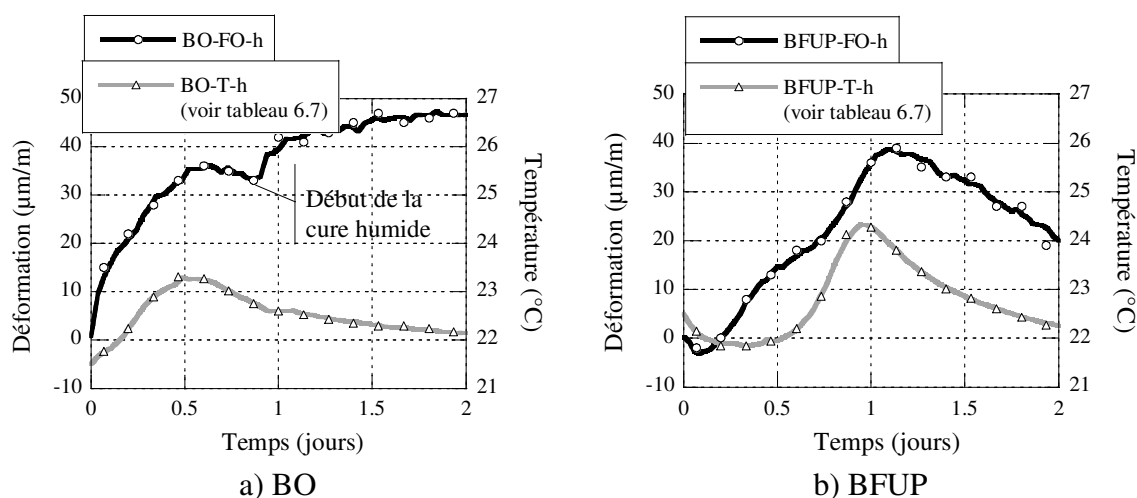 BO-FO-h
BO-T-h
(voir tableau 6.7)
50
40
30
20
10
0
-10
Déformation (µm/m)
27
26
25
24
23
22
21
Température (°C)
Début de la
cure humide
0
0.5
1
1.5
2
Temps (jours)
a) BO
BFUP-FO-h
BFUP-T-h
(voir tableau 6.7)
50
40
30
20
10
0
-10
Déformation (µm/m)
27
26
25
24
23
22
21
Température (°C)
0
0.5
1
1.5
2
Temps (jours)
b) BFUP